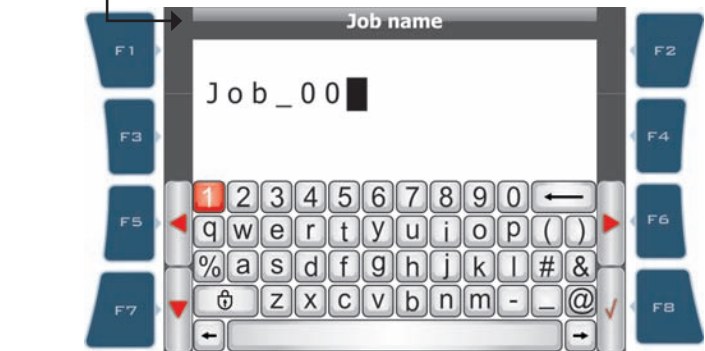 Job name
F1
F2
Job_00
F3
F4
1 2 3 4 5 6 7 8 9 0
F5
q w e r t y u i o p ( )
F6
% a s d f g h j k l # &
F7
z x c v b n m - _ @
F8